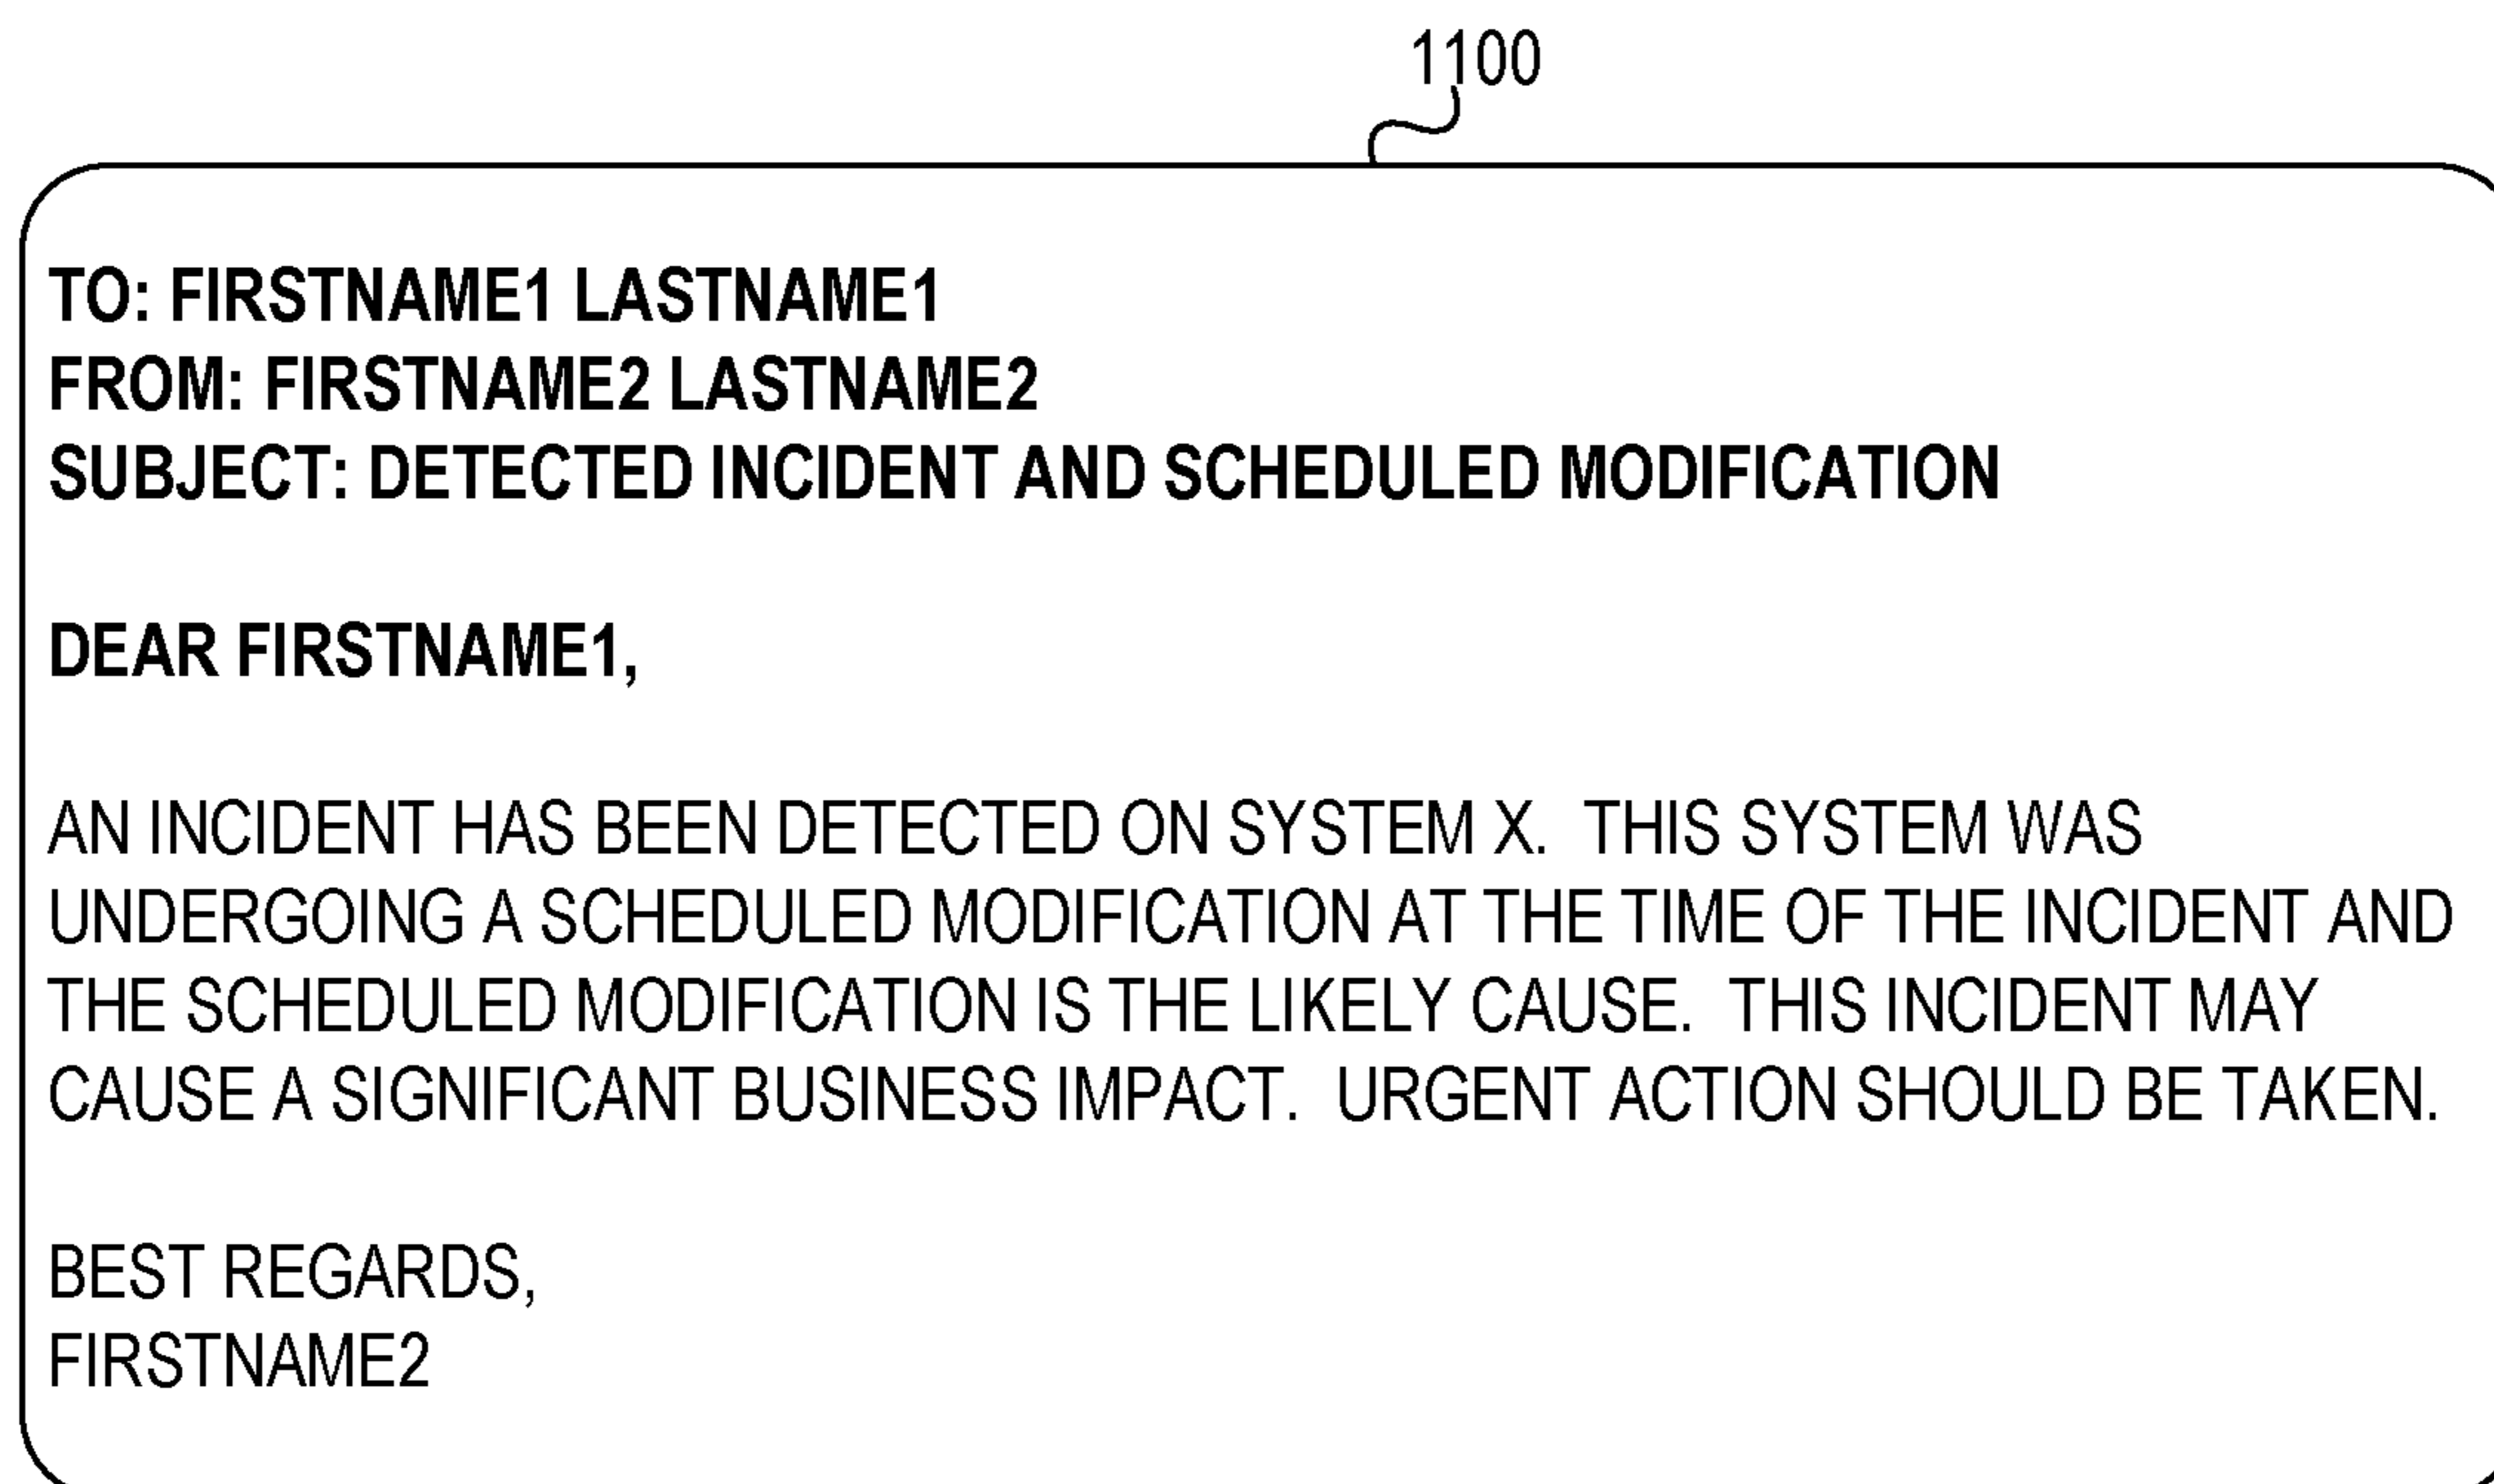 1100
TO: FIRSTNAME1 LASTNAME1
FROM: FIRSTNAME2 LASTNAME2
SUBJECT: DETECTED INCIDENT AND SCHEDULED MODIFICATION
DEAR FIRSTNAME1,
AN INCIDENT HAS BEEN DETECTED ON SYSTEM X.  THIS SYSTEM WAS
UNDERGOING A SCHEDULED MODIFICATION AT THE TIME OF THE INCIDENT AND
THE SCHEDULED MODIFICATION IS THE LIKELY CAUSE.  THIS INCIDENT MAY
CAUSE A SIGNIFICANT BUSINESS IMPACT.  URGENT ACTION SHOULD BE TAKEN.
BEST REGARDS,
FIRSTNAME2